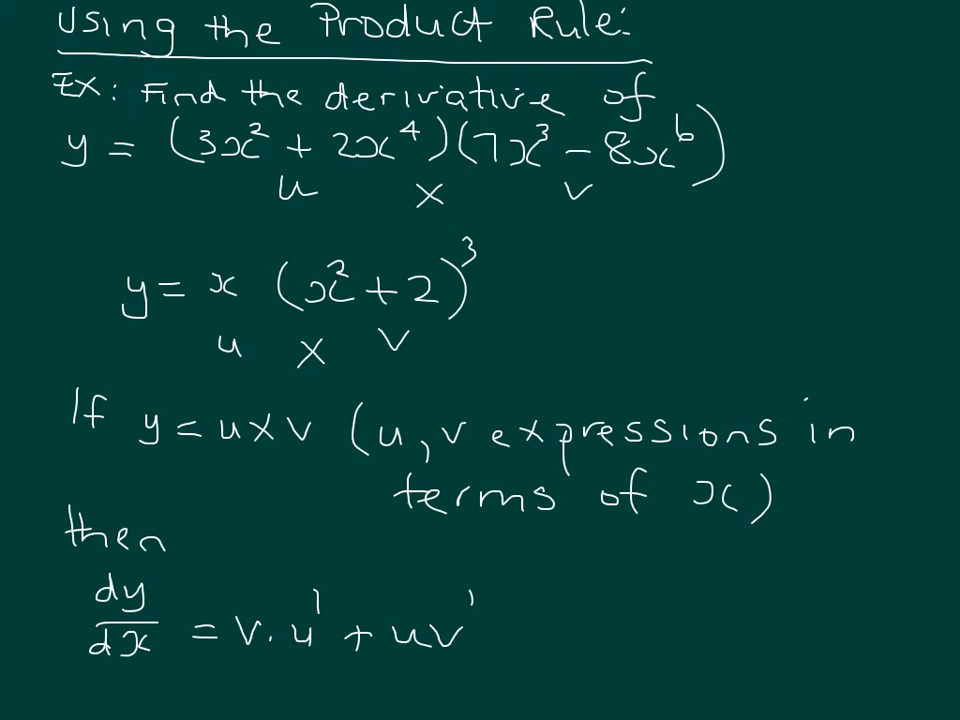 Using the Product Rule:
Ex: Find the derivative of
y = (3x² + 2x⁴)(7x³ − 8x⁶)
u × v
y = x (x² + 2)³
u × v
If y = u × v (u, v expressions in
terms of x)
then
dy/dx = v. u' + uv'